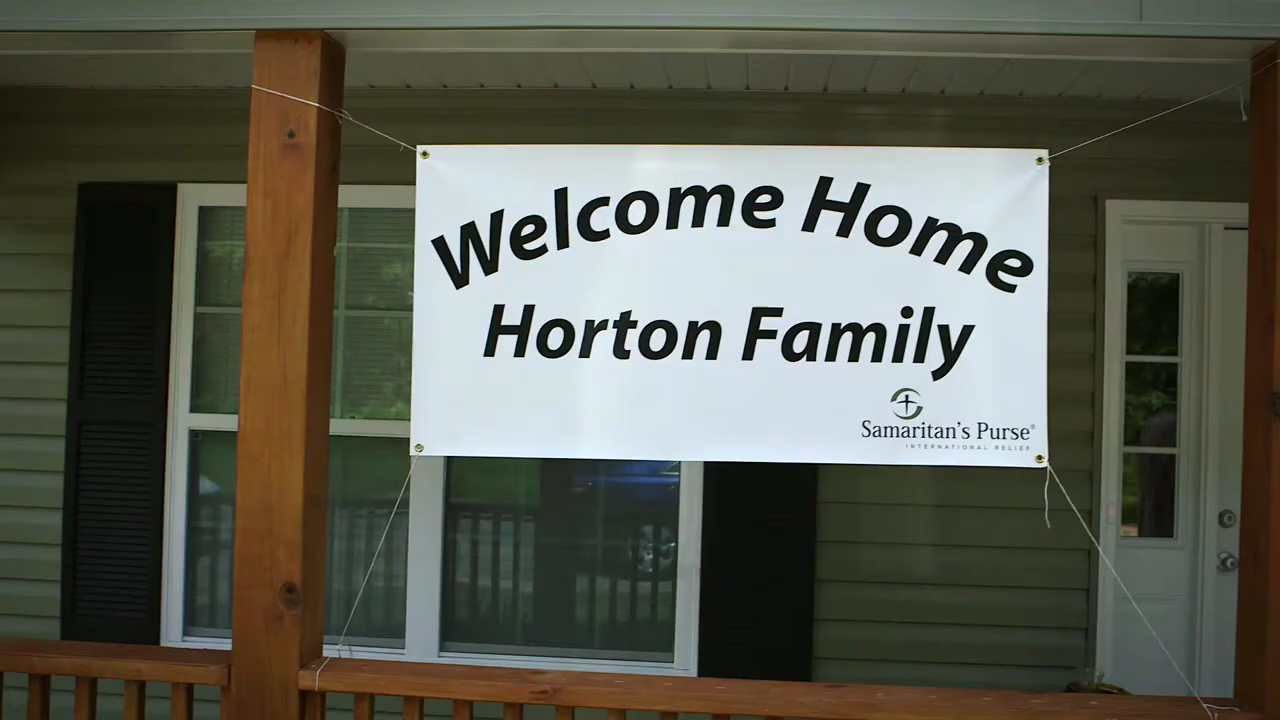 Welcome Home
Horton Family
Samaritan's Purse®
INTERNATIONAL RELIEF